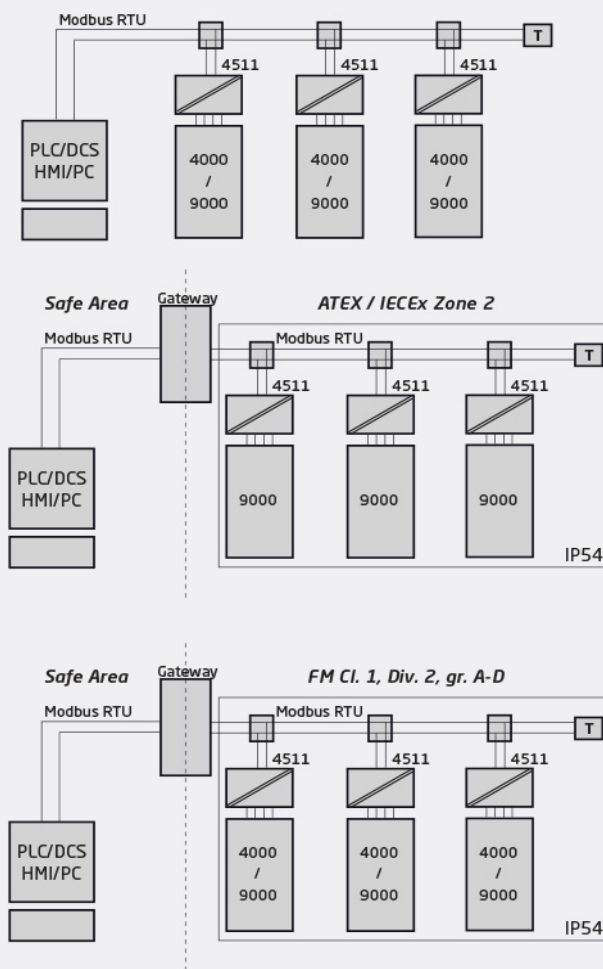 Modbus RTU
T
4511 4511 4511
PLC/DCS
HMI/PC
4000
/
9000
4000
/
9000
4000
/
9000
Safe Area
Gateway
ATEX / IECEx Zone 2
Modbus RTU
Modbus RTU
T
4511 4511 4511
PLC/DCS
HMI/PC
9000
9000
9000
IP54
Safe Area
Gateway
FM Cl. 1, Div. 2, gr. A-D
Modbus RTU
Modbus RTU
T
4511 4511 4511
PLC/DCS
HMI/PC
4000
/
9000
4000
/
9000
4000
/
9000
IP54